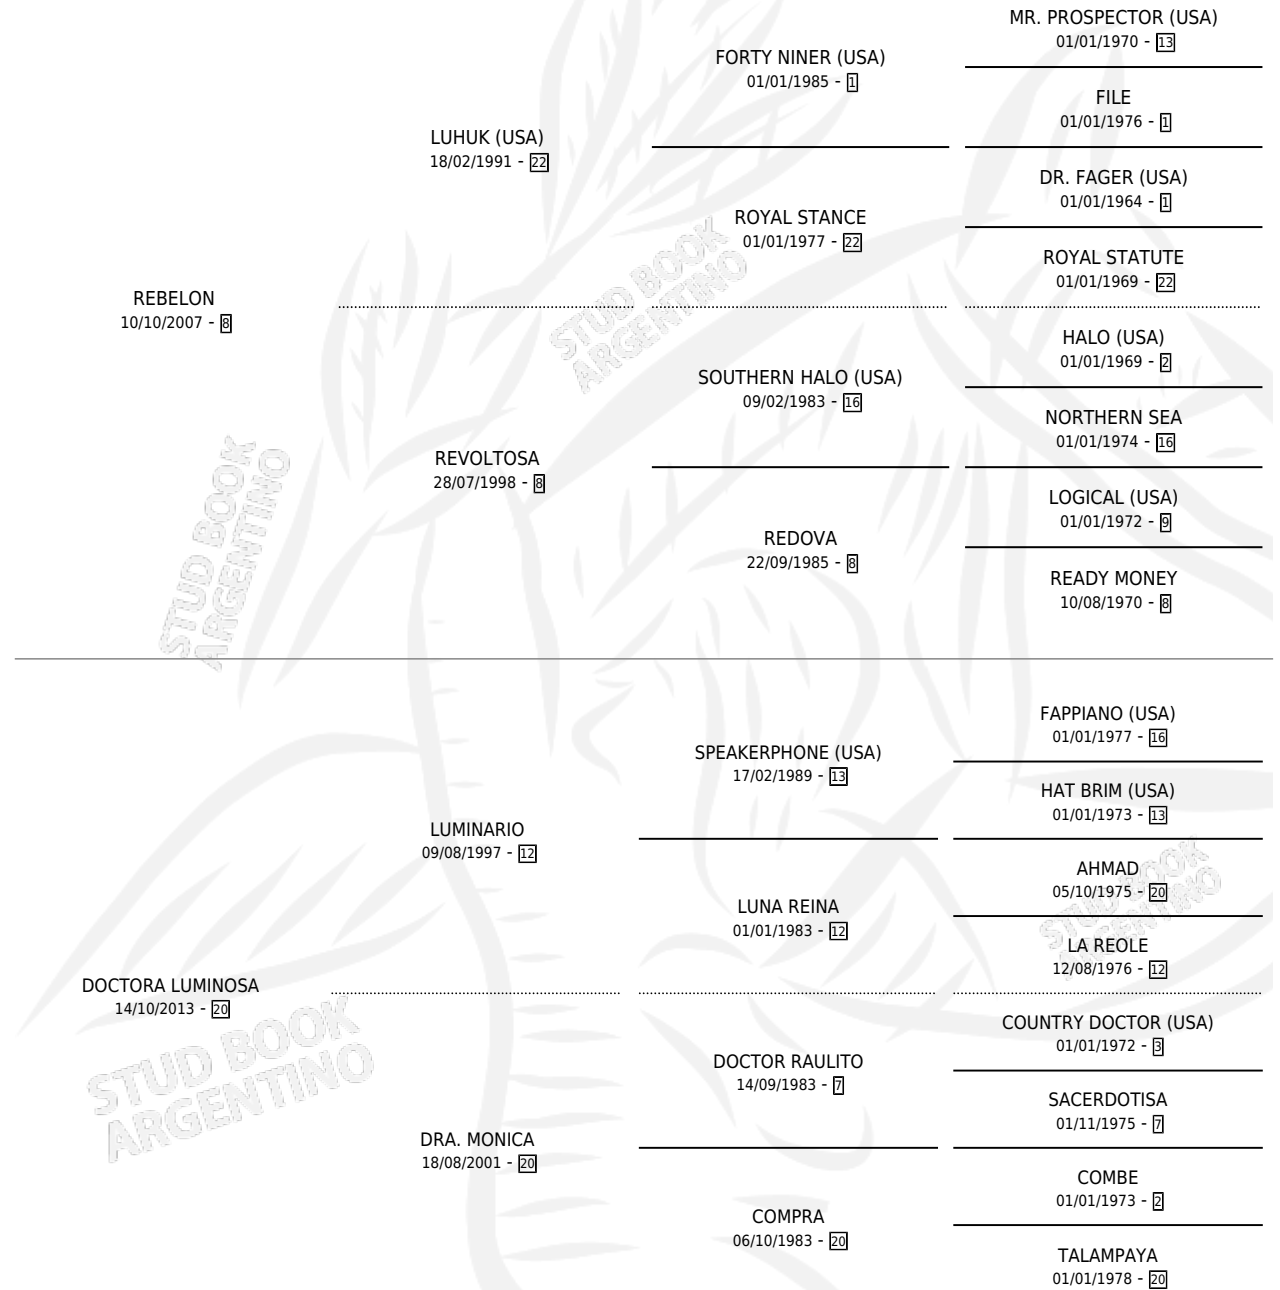 MR. PROSPECTOR (USA)
01/01/1970 - 13
FORTY NINER (USA)
01/01/1985 - 1
FILE
01/01/1976 - 1
LUHUK (USA)
18/02/1991 - 22
DR. FAGER (USA)
01/01/1964 - 1
ROYAL STANCE
01/01/1977 - 22
ROYAL STATUTE
01/01/1969 - 22
REBELON
10/10/2007 - 8
HALO (USA)
01/01/1969 - 2
SOUTHERN HALO (USA)
09/02/1983 - 16
NORTHERN SEA
01/01/1974 - 16
REVOLTOSA
28/07/1998 - 8
LOGICAL (USA)
01/01/1972 - 9
REDOVA
22/09/1985 - 8
READY MONEY
10/08/1970 - 8
STUD BOOK
ARGENTINO
STUD BOOK
ARGENTINO
FAPPIANO (USA)
01/01/1977 - 16
SPEAKERPHONE (USA)
17/02/1989 - 13
HAT BRIM (USA)
01/01/1973 - 13
LUMINARIO
09/08/1997 - 12
AHMAD
05/10/1975 - 20
LUNA REINA
01/01/1983 - 12
LA REOLE
12/08/1976 - 12
STUD BOOK
ARGENTINO
DOCTORA LUMINOSA
14/10/2013 - 20
COUNTRY DOCTOR (USA)
01/01/1972 - 3
DOCTOR RAULITO
14/09/1983 - 7
SACERDOTISA
01/11/1975 - 7
DRA. MONICA
18/08/2001 - 20
COMBE
01/01/1973 - 2
COMPRA
06/10/1983 - 20
TALAMPAYA
01/01/1978 - 20
STUD BOOK
ARGENTINO